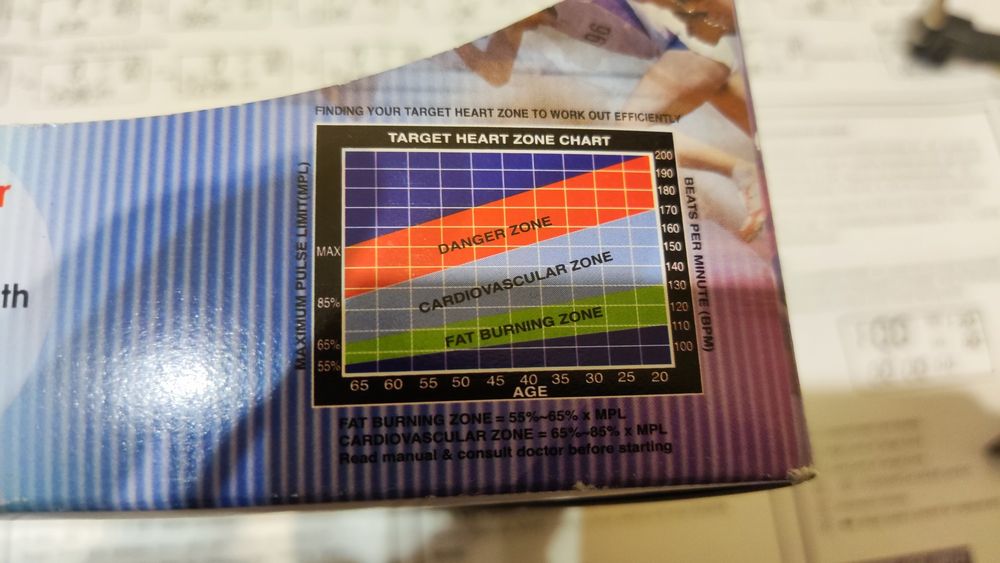 96
FINDING YOUR TARGET HEART ZONE TO WORK OUT EFFICIENTLY
TARGET HEART ZONE CHART
r
th
MAXIMUM PULSE LIMIT(MPL)
MAX
85%
65%
55%
DANGER ZONE
CARDIOVASCULAR ZONE
FAT BURNING ZONE
200
190
180
170
160
150
140
130
120
110
100
BEATS PER MINUTE (BPM)
65 60 55 50 45 40 35 30 25 20
AGE
FAT BURNING ZONE = 55%~65% x MPL
CARDIOVASCULAR ZONE = 65%~85% x MPL
Read manual & consult doctor before starting